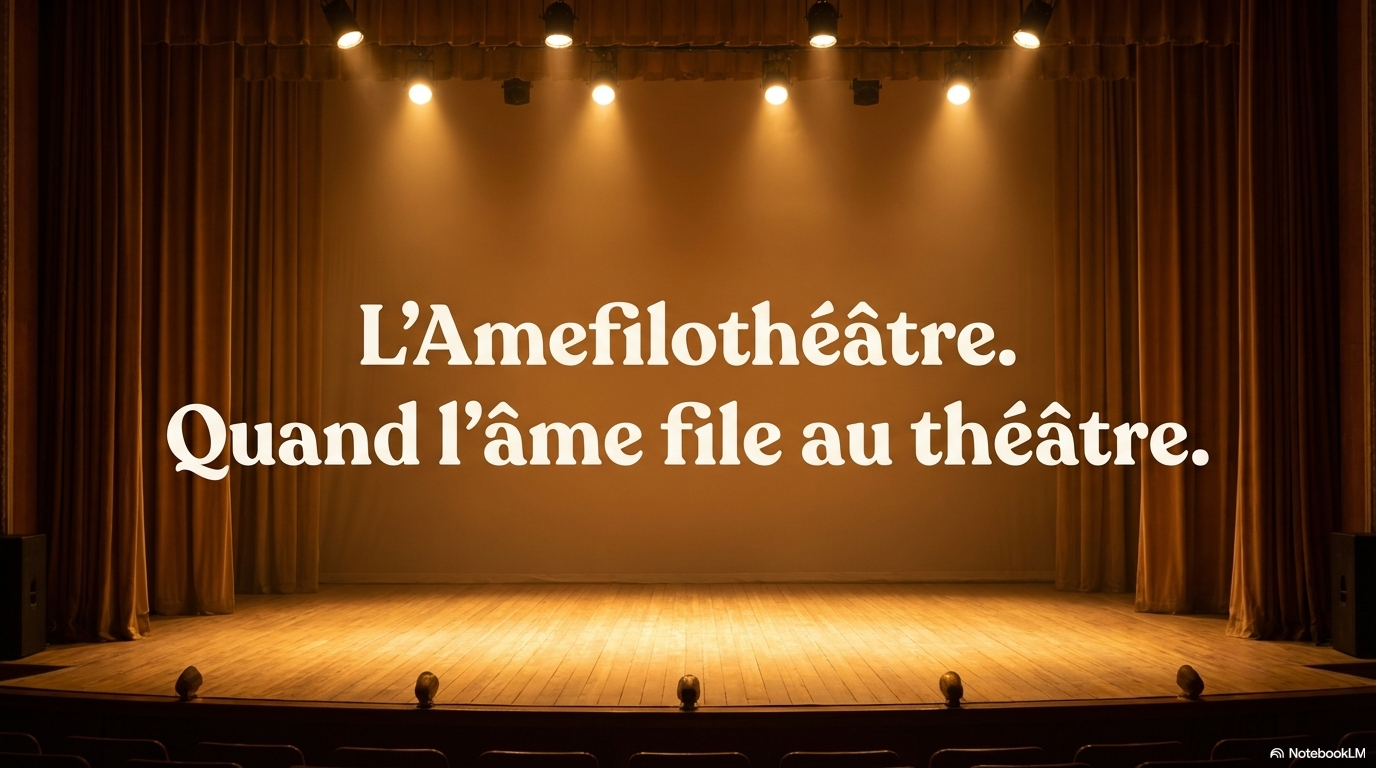 L’Amefilothéâtre.
Quand l’âme file au théâtre.
NotebookLM